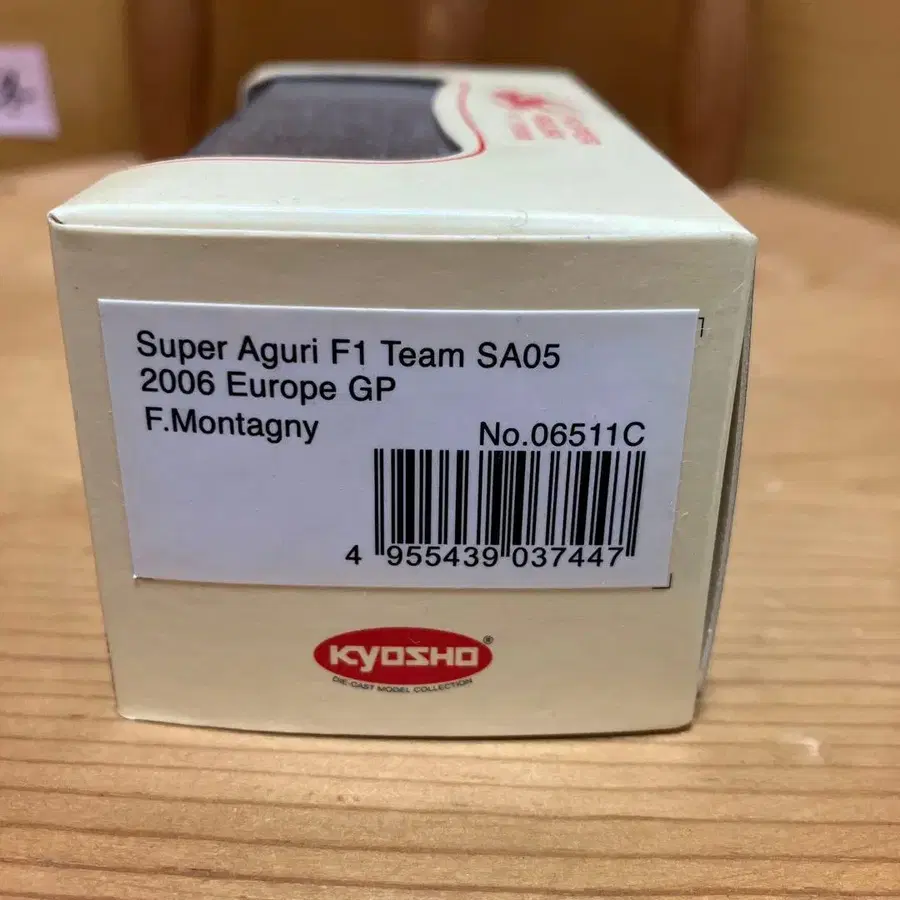 Super Aguri F1 Team SA05
2006 Europe GP
F.Montagny
No.06511C
4 955439 037447
KYOSHO®
DIE-CAST MODEL COLLECTION